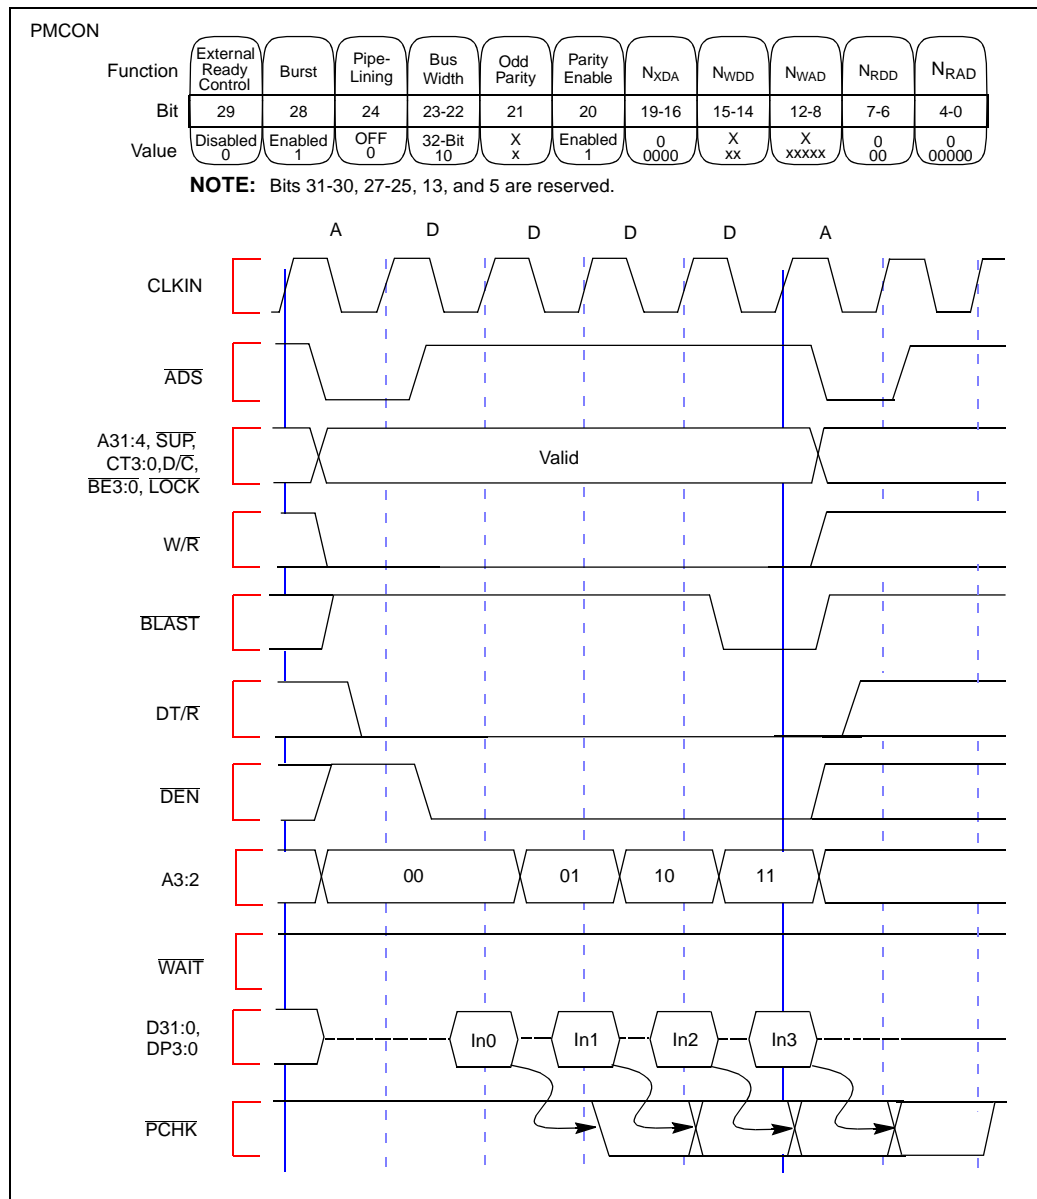 PMCON
Function
External Ready Control
Burst
Pipe-Lining
Bus Width
Odd Parity
Parity Enable
NXDA
NWDD
NWAD
NRDD
NRAD
Bit
29
28
24
23-22
21
20
19-16
15-14
12-8
7-6
4-0
Value
Disabled 0
Enabled 1
OFF 0
32-Bit 10
X x
Enabled 1
0 0000
X xx
X xxxxx
0 00
0 00000
NOTE: Bits 31-30, 27-25, 13, and 5 are reserved.
A D D D D A
CLKIN
ADS
A31:4, SUP,
CT3:0,D/C,
BE3:0, LOCK
Valid
W/R
BLAST
DT/R
DEN
A3:2
00 01 10 11
WAIT
D31:0,
DP3:0
In0 In1 In2 In3
PCHK